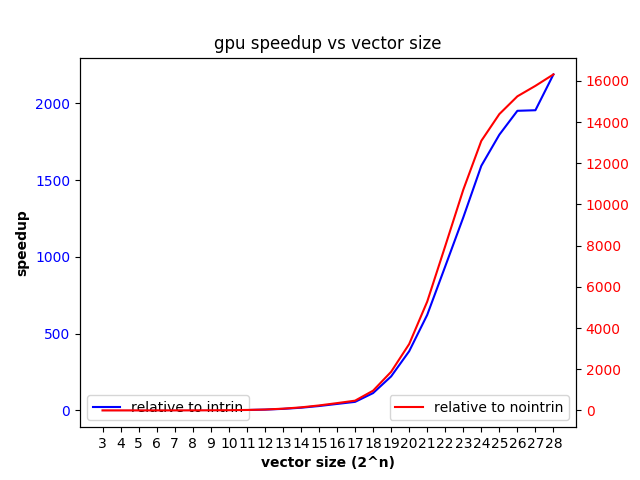 gpu speedup vs vector size
2000
1500
1000
500
0
speedup
16000
14000
12000
10000
8000
6000
4000
2000
0
relative to intrin
relative to nointrin
3 4 5 6 7 8 9 10 11 12 13 14 15 16 17 18 19 20 21 22 23 24 25 26 27 28
vector size (2^n)